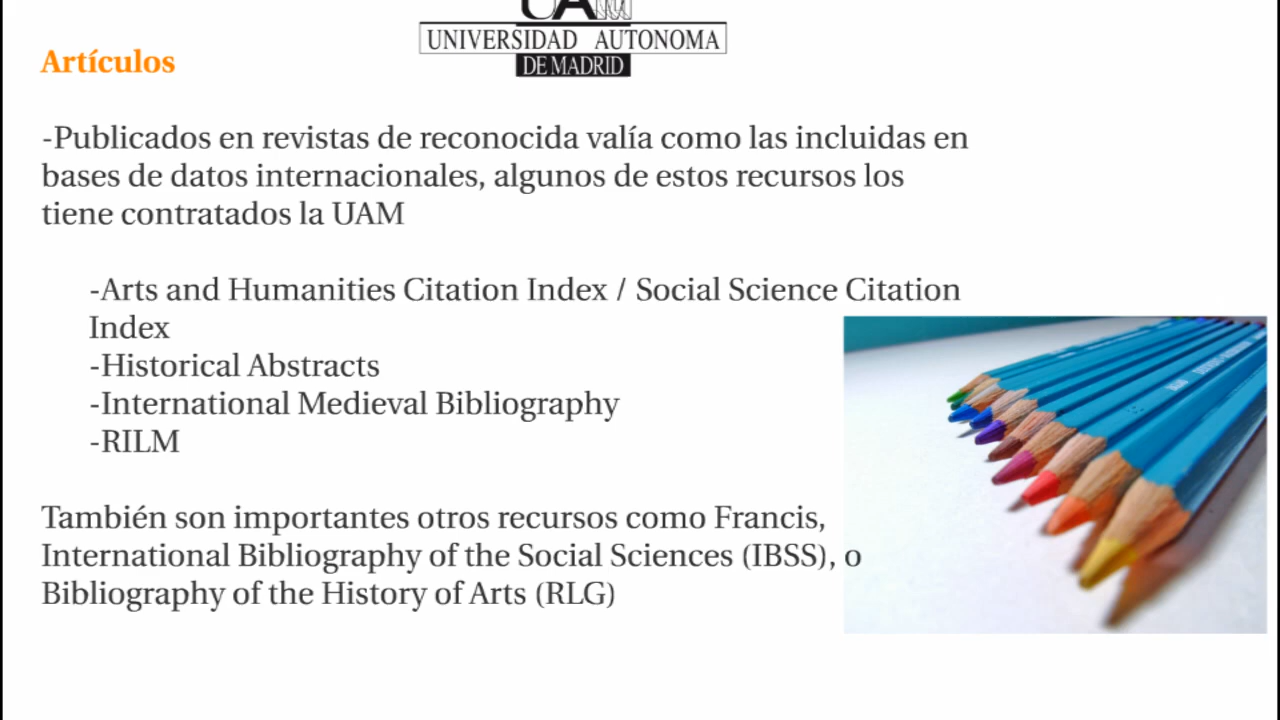 UAM
UNIVERSIDAD AUTONOMA
DE MADRID
Artículos
-Publicados en revistas de reconocida valía como las incluidas en
bases de datos internacionales, algunos de estos recursos los
tiene contratados la UAM
-Arts and Humanities Citation Index / Social Science Citation
Index
-Historical Abstracts
-International Medieval Bibliography
-RILM
También son importantes otros recursos como Francis,
International Bibliography of the Social Sciences (IBSS), o
Bibliography of the History of Arts (RLG)